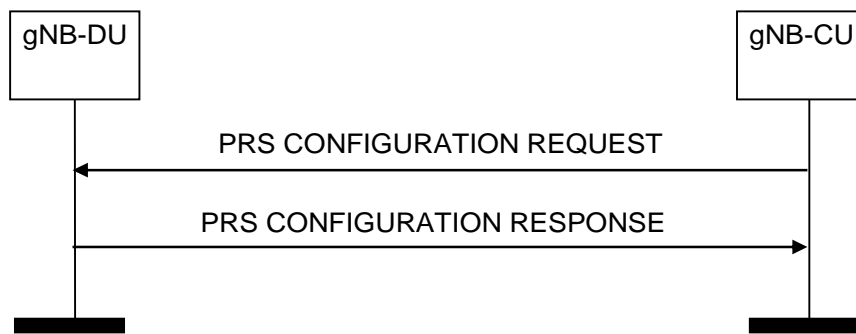 gNB-DU
gNB-CU
PRS CONFIGURATION REQUEST
PRS CONFIGURATION RESPONSE